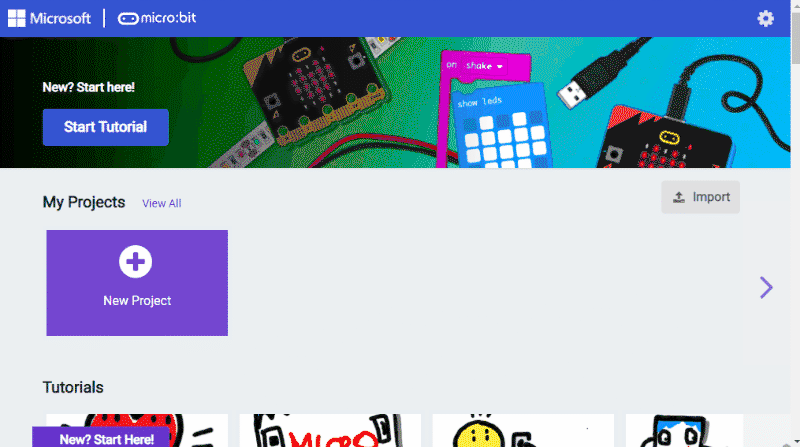 Microsoft micro:bit
New? Start here!
Start Tutorial
on shake
show leds
My Projects View All
Import
New Project
Tutorials
MICRO
New? Start Here!